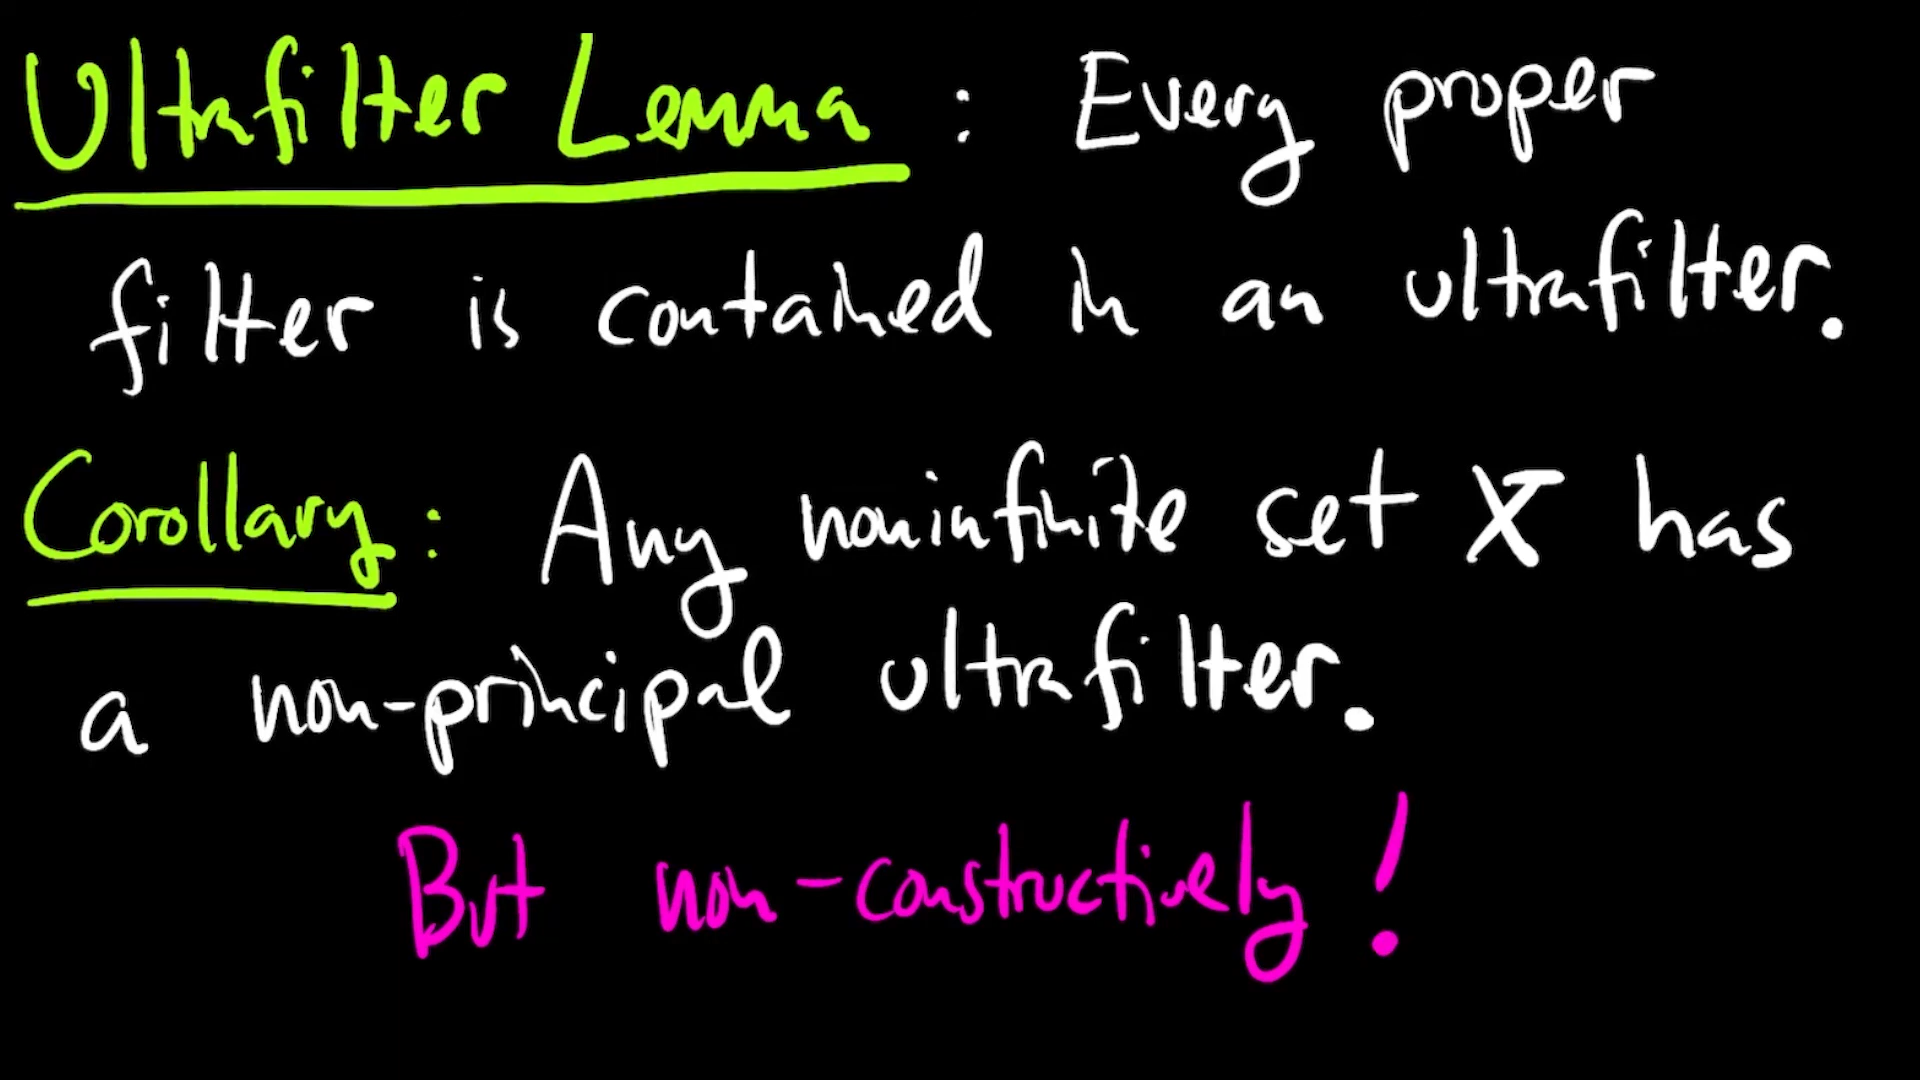 Ultrafilter Lemma : Every proper
filter is contained in an ultrafilter.
Corollary : Any noninfinite set X has
a non-principal ultrafilter.
But non-constructively!